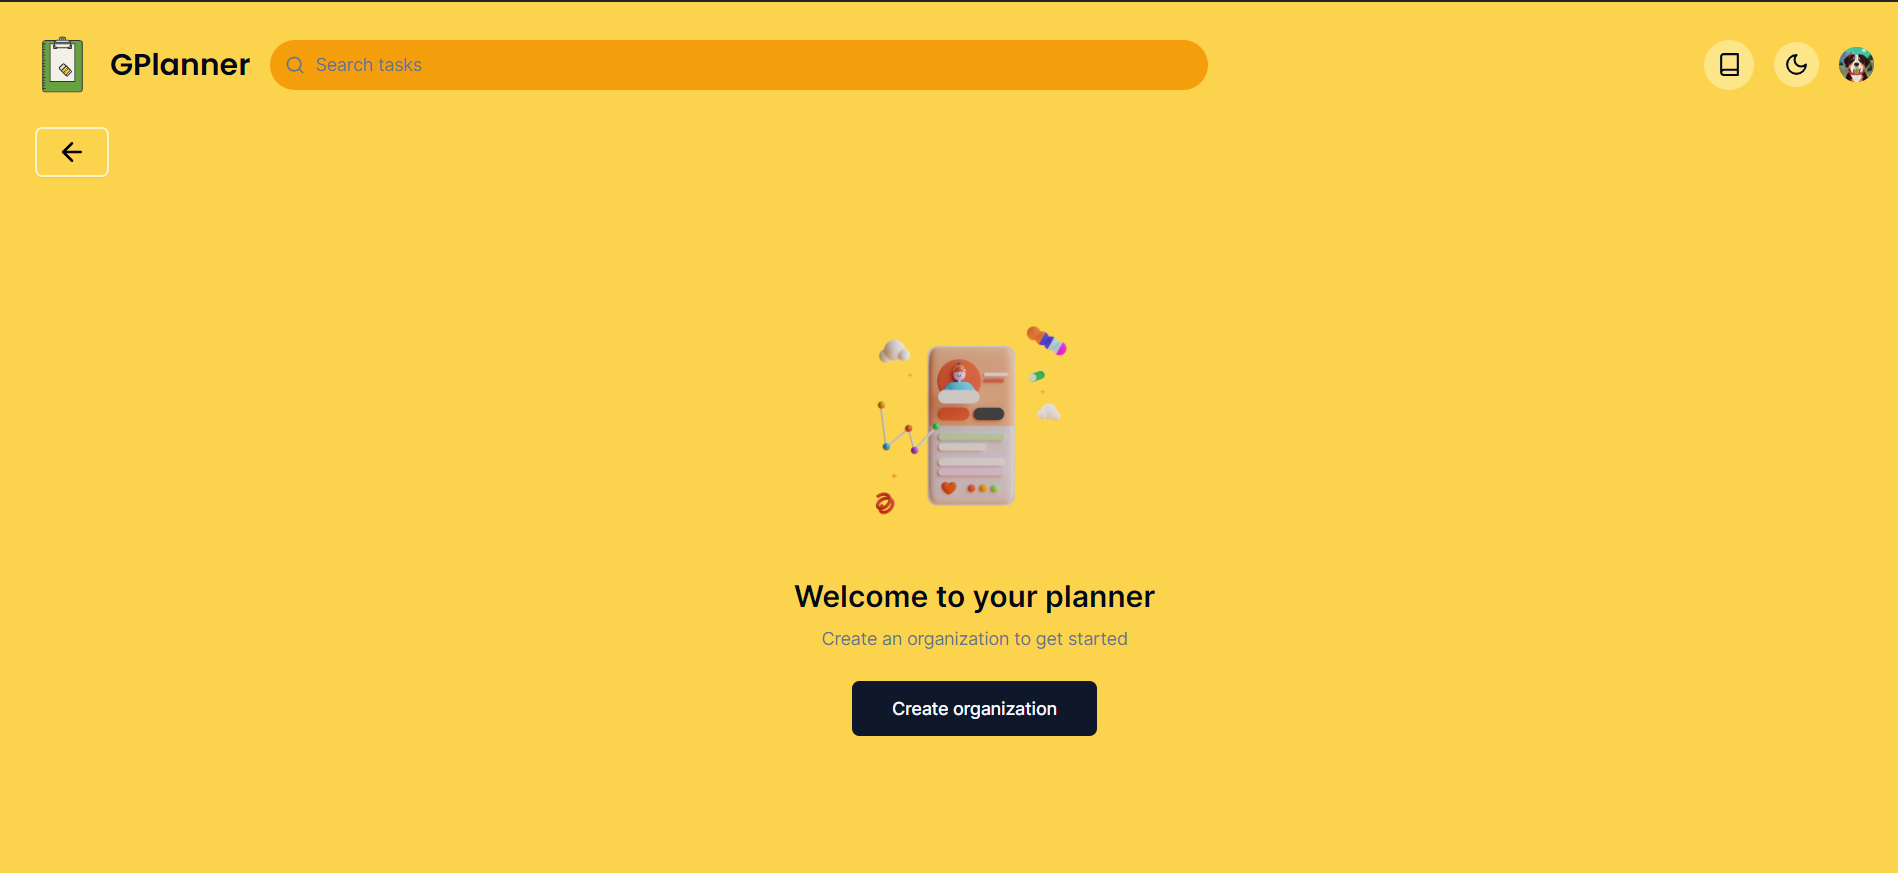 GPlanner
Search tasks
Welcome to your planner
Create an organization to get started
Create organization